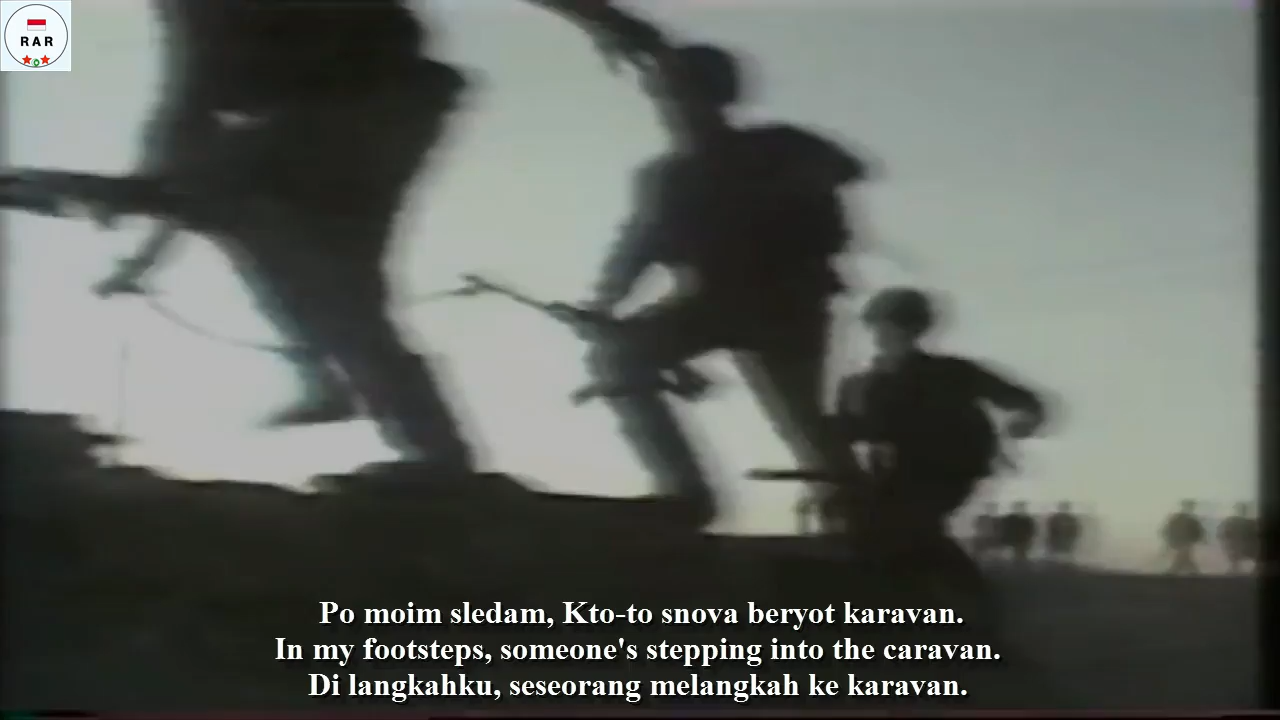 RAR
Po moim sledam, Kto-to snova beryot karavan.
In my footsteps, someone's stepping into the caravan.
Di langkahku, seseorang melangkah ke karavan.